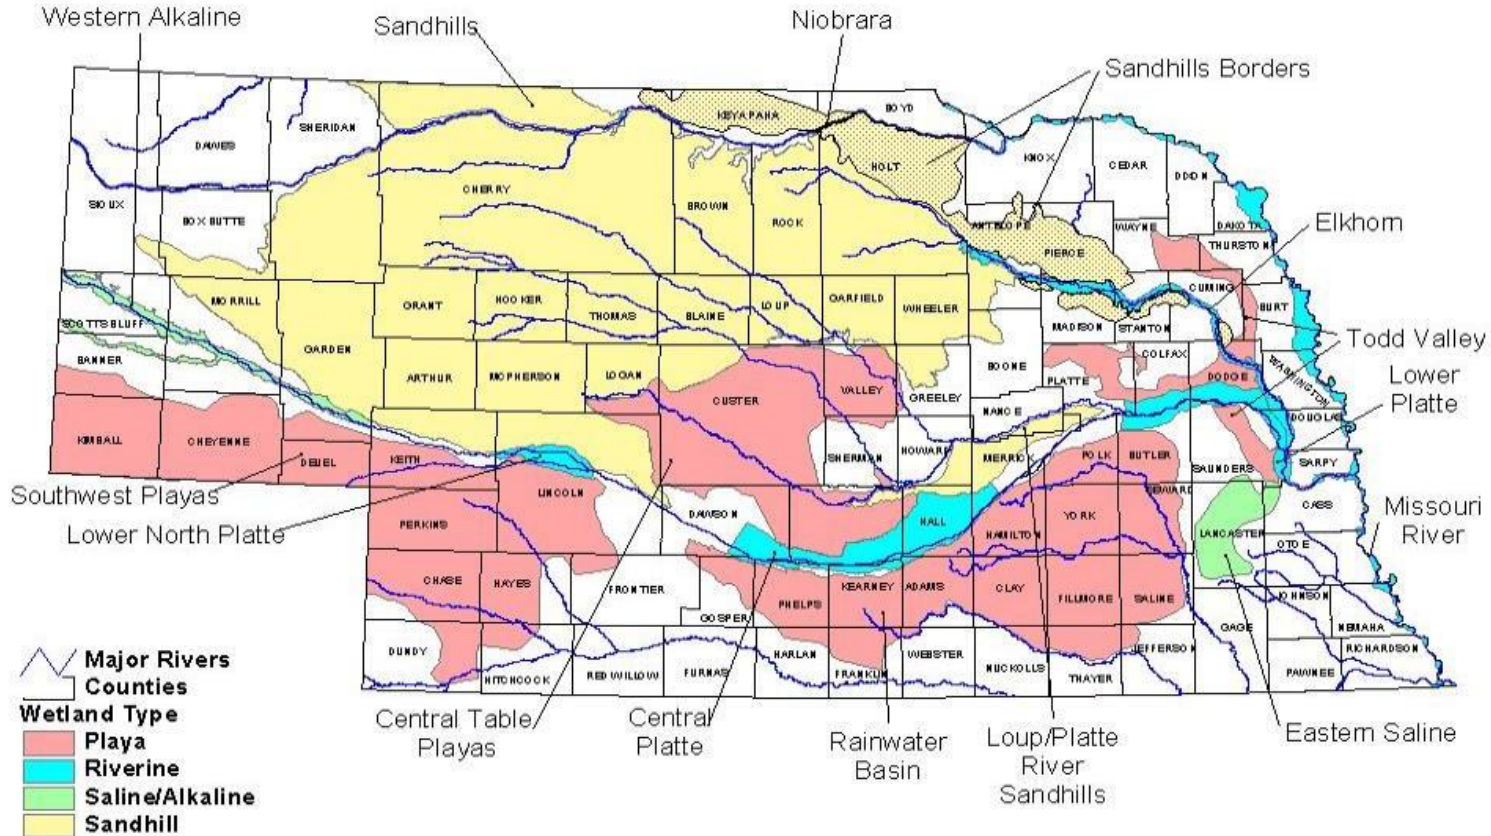 Western Alkaline
Sandhills
Niobrara
Sandhills Borders
BOYD
KEYA PAHA
DAWES
SHERIDAN
HOLT
KNOX
CEDAR
DIXON
CHERRY
SIOUX
BOX BUTTE
BROWN
ROCK
ANTELOPE
PIERCE
WAYNE
DAKOTA
THURSTON
Elkhorn
MORRILL
GRANT
HOOKER
THOMAS
BLAINE
LOUP
GARFIELD
WHEELER
CUMING
BURT
SCOTTS BLUFF
MADISON
STANTON
Todd Valley
BANNER
GARDEN
ARTHUR
MCPHERSON
LOGAN
CUSTER
VALLEY
GREELEY
BOONE
PLATTE
COLFAX
DODGE
WASHINGTON
Lower
Platte
KIMBALL
CHEYENNE
DEUEL
KEITH
SHERMAN
HOWARD
NANCE
MERRICK
POLK
BUTLER
SAUNDERS
DOUGLAS
SARPY
Southwest Playas
LINCOLN
DAWSON
HALL
HAMILTON
YORK
SEWARD
LANCASTER
CASS
OTOE
Missouri
River
Lower North Platte
PERKINS
CHASE
HAYES
FRONTIER
GOSPER
PHELPS
KEARNEY
ADAMS
CLAY
FILLMORE
SALINE
GAGE
JOHNSON
NEMAHA
DUNDY
HITCHCOCK
RED WILLOW
FURNAS
HARLAN
FRANKLIN
WEBSTER
NUCKOLLS
THAYER
JEFFERSON
PAWNEE
RICHARDSON
Central Table
Playas
Central
Platte
Rainwater
Basin
Loup/Platte
River
Sandhills
Eastern Saline
Major Rivers
Counties
Wetland Type
Playa
Riverine
Saline/Alkaline
Sandhill